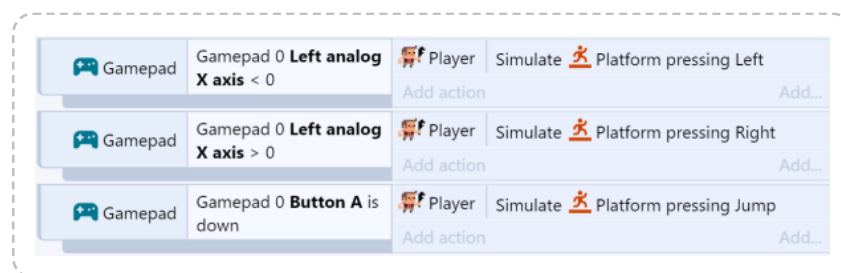 Gamepad Gamepad 0 Left analog X axis < 0 Player Simulate Platform pressing Left
Add action Add...
Gamepad Gamepad 0 Left analog X axis > 0 Player Simulate Platform pressing Right
Add action Add...
Gamepad Gamepad 0 Button A is down Player Simulate Platform pressing Jump
Add action Add...